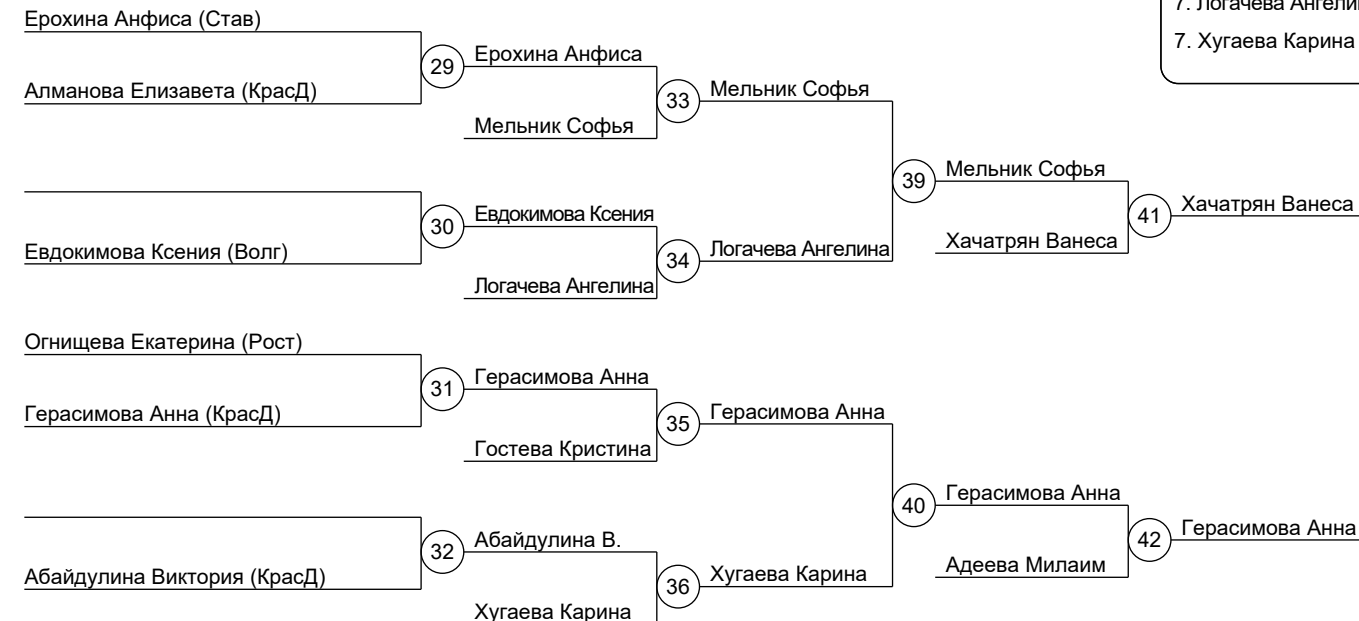 7. Логачева Ангелин
Ерохина Анфиса (Став)
7. Хугаева Карина
29
Ерохина Анфиса
Алманова Елизавета (КрасД)
33
Мельник Софья
Мельник Софья
39
Мельник Софья
41
Хачатрян Ванеса
30
Евдокимова Ксения
Хачатрян Ванеса
Евдокимова Ксения (Волг)
34
Логачева Ангелина
Логачева Ангелина
Огнищева Екатерина (Рост)
31
Герасимова Анна
Герасимова Анна (КрасД)
35
Герасимова Анна
Гостева Кристина
40
Герасимова Анна
42
Герасимова Анна
32
Абайдулина В.
Адеева Милаим
Абайдулина Виктория (КрасД)
36
Хугаева Карина
Хугаева Карина